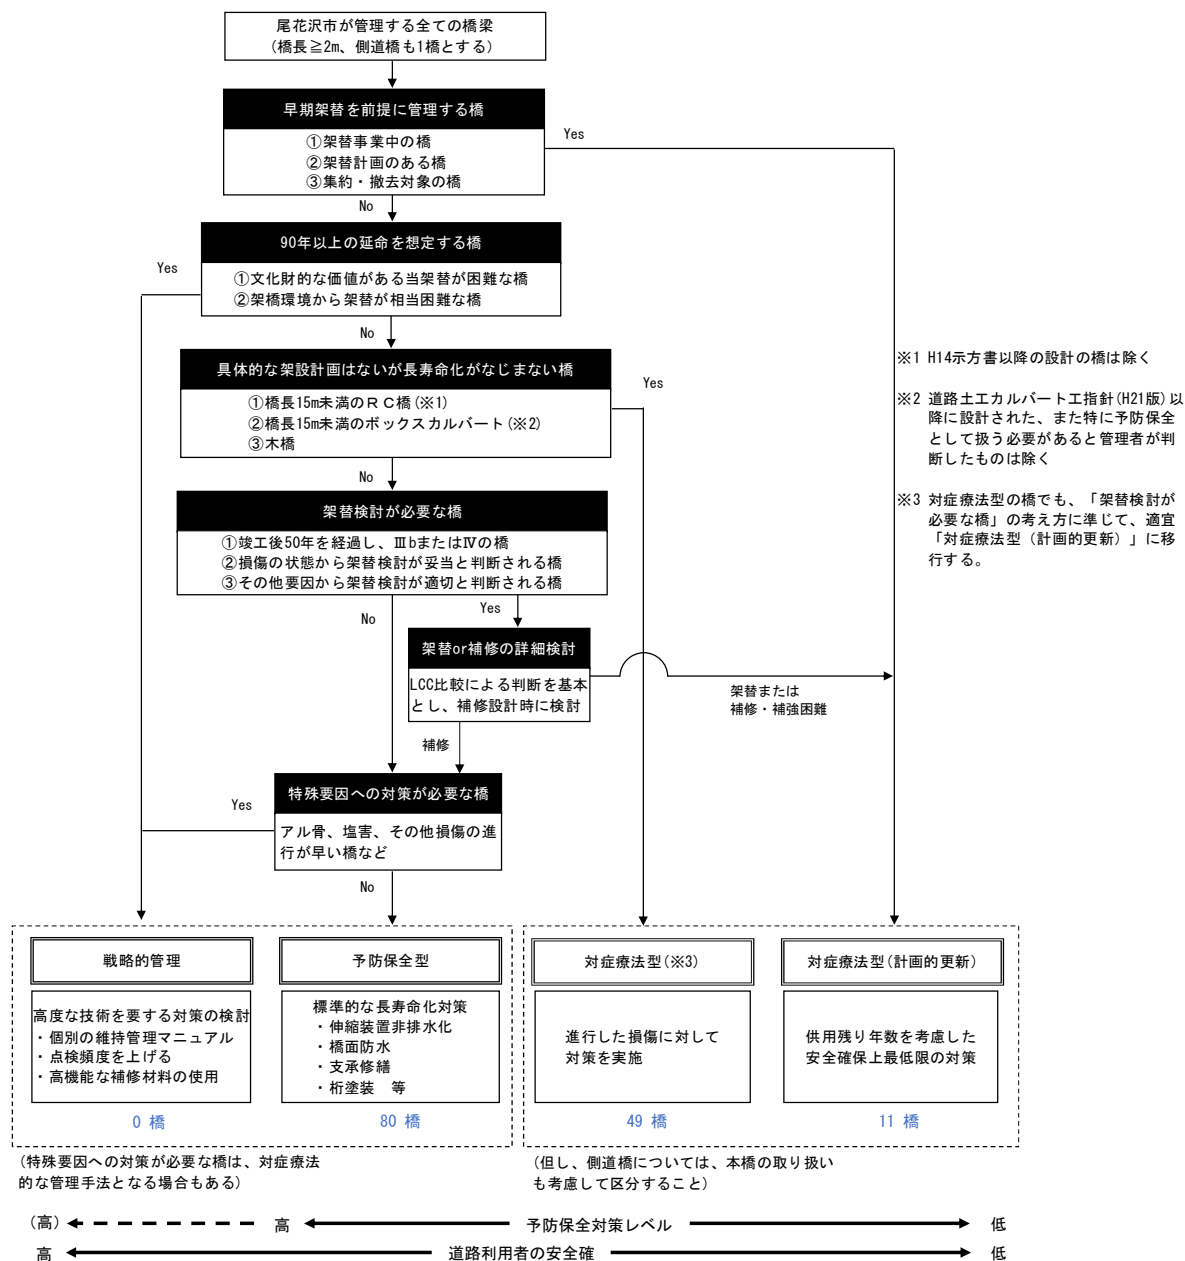 尾花沢市が管理する全ての橋梁
(橋長≧2m、側道橋も1橋とする)
早期架替を前提に管理する橋
①架替事業中の橋
②架替計画のある橋
③集約・撤去対象の橋
Yes
No
90年以上の延命を想定する橋
①文化財的な価値がある当架替が困難な橋
②架橋環境から架替が相当困難な橋
Yes
No
具体的な架設計画はないが長寿命化がなじまない橋
①橋長15m未満のRC橋(※1)
②橋長15m未満のボックスカルバート(※2)
③木橋
Yes
No
※1 H14示方書以降の設計の橋は除く
※2 道路土工カルバート工指針(H21版)以
降に設計された、また特に予防保全
として扱う必要があると管理者が判
断したものは除く
※3 対症療法型の橋でも、「架替検討が
必要な橋」の考え方に準じて、適宜
「対症療法型(計画的更新)」に移
行する。
架替検討が必要な橋
①竣工後50年を経過し、ⅢbまたはⅣの橋
②損傷の状態から架替検討が妥当と判断される橋
③その他要因から架替検討が適切と判断される橋
Yes
No
架替or補修の詳細検討
LCC比較による判断を基本
とし、補修設計時に検討
架替または
補修・補強困難
補修
特殊要因への対策が必要な橋
アル骨、塩害、その他損傷の進
行が早い橋など
Yes
No
戦略的管理
高度な技術を要する対策の検討
・個別の維持管理マニュアル
・点検頻度を上げる
・高機能な補修材料の使用
0 橋
予防保全型
標準的な長寿命化対策
・伸縮装置非排水化
・橋面防水
・支承修繕
・桁塗装 等
80 橋
対症療法型(※3)
進行した損傷に対して
対策を実施
49 橋
対症療法型(計画的更新)
供用残り年数を考慮した
安全確保上最低限の対策
11 橋
(特殊要因への対策が必要な橋は、対症療法
的な管理手法となる場合もある)
(但し、側道橋については、本橋の取り扱い
も考慮して区分すること)
(高) 高 予防保全対策レベル 低
高 道路利用者の安全確 低